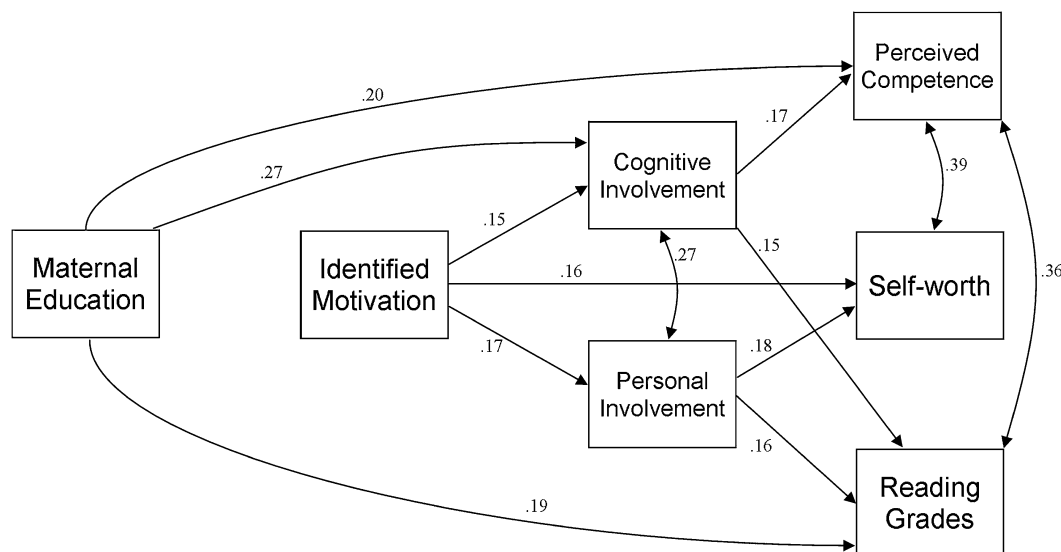 Perceived
Competence
.20
.17
.27
Cognitive
Involvement
.39
.15
.15
Maternal
Education
Identified
Motivation
.27
.16
Self-worth
.36
.17
.18
Personal
Involvement
.16
Reading
Grades
.19